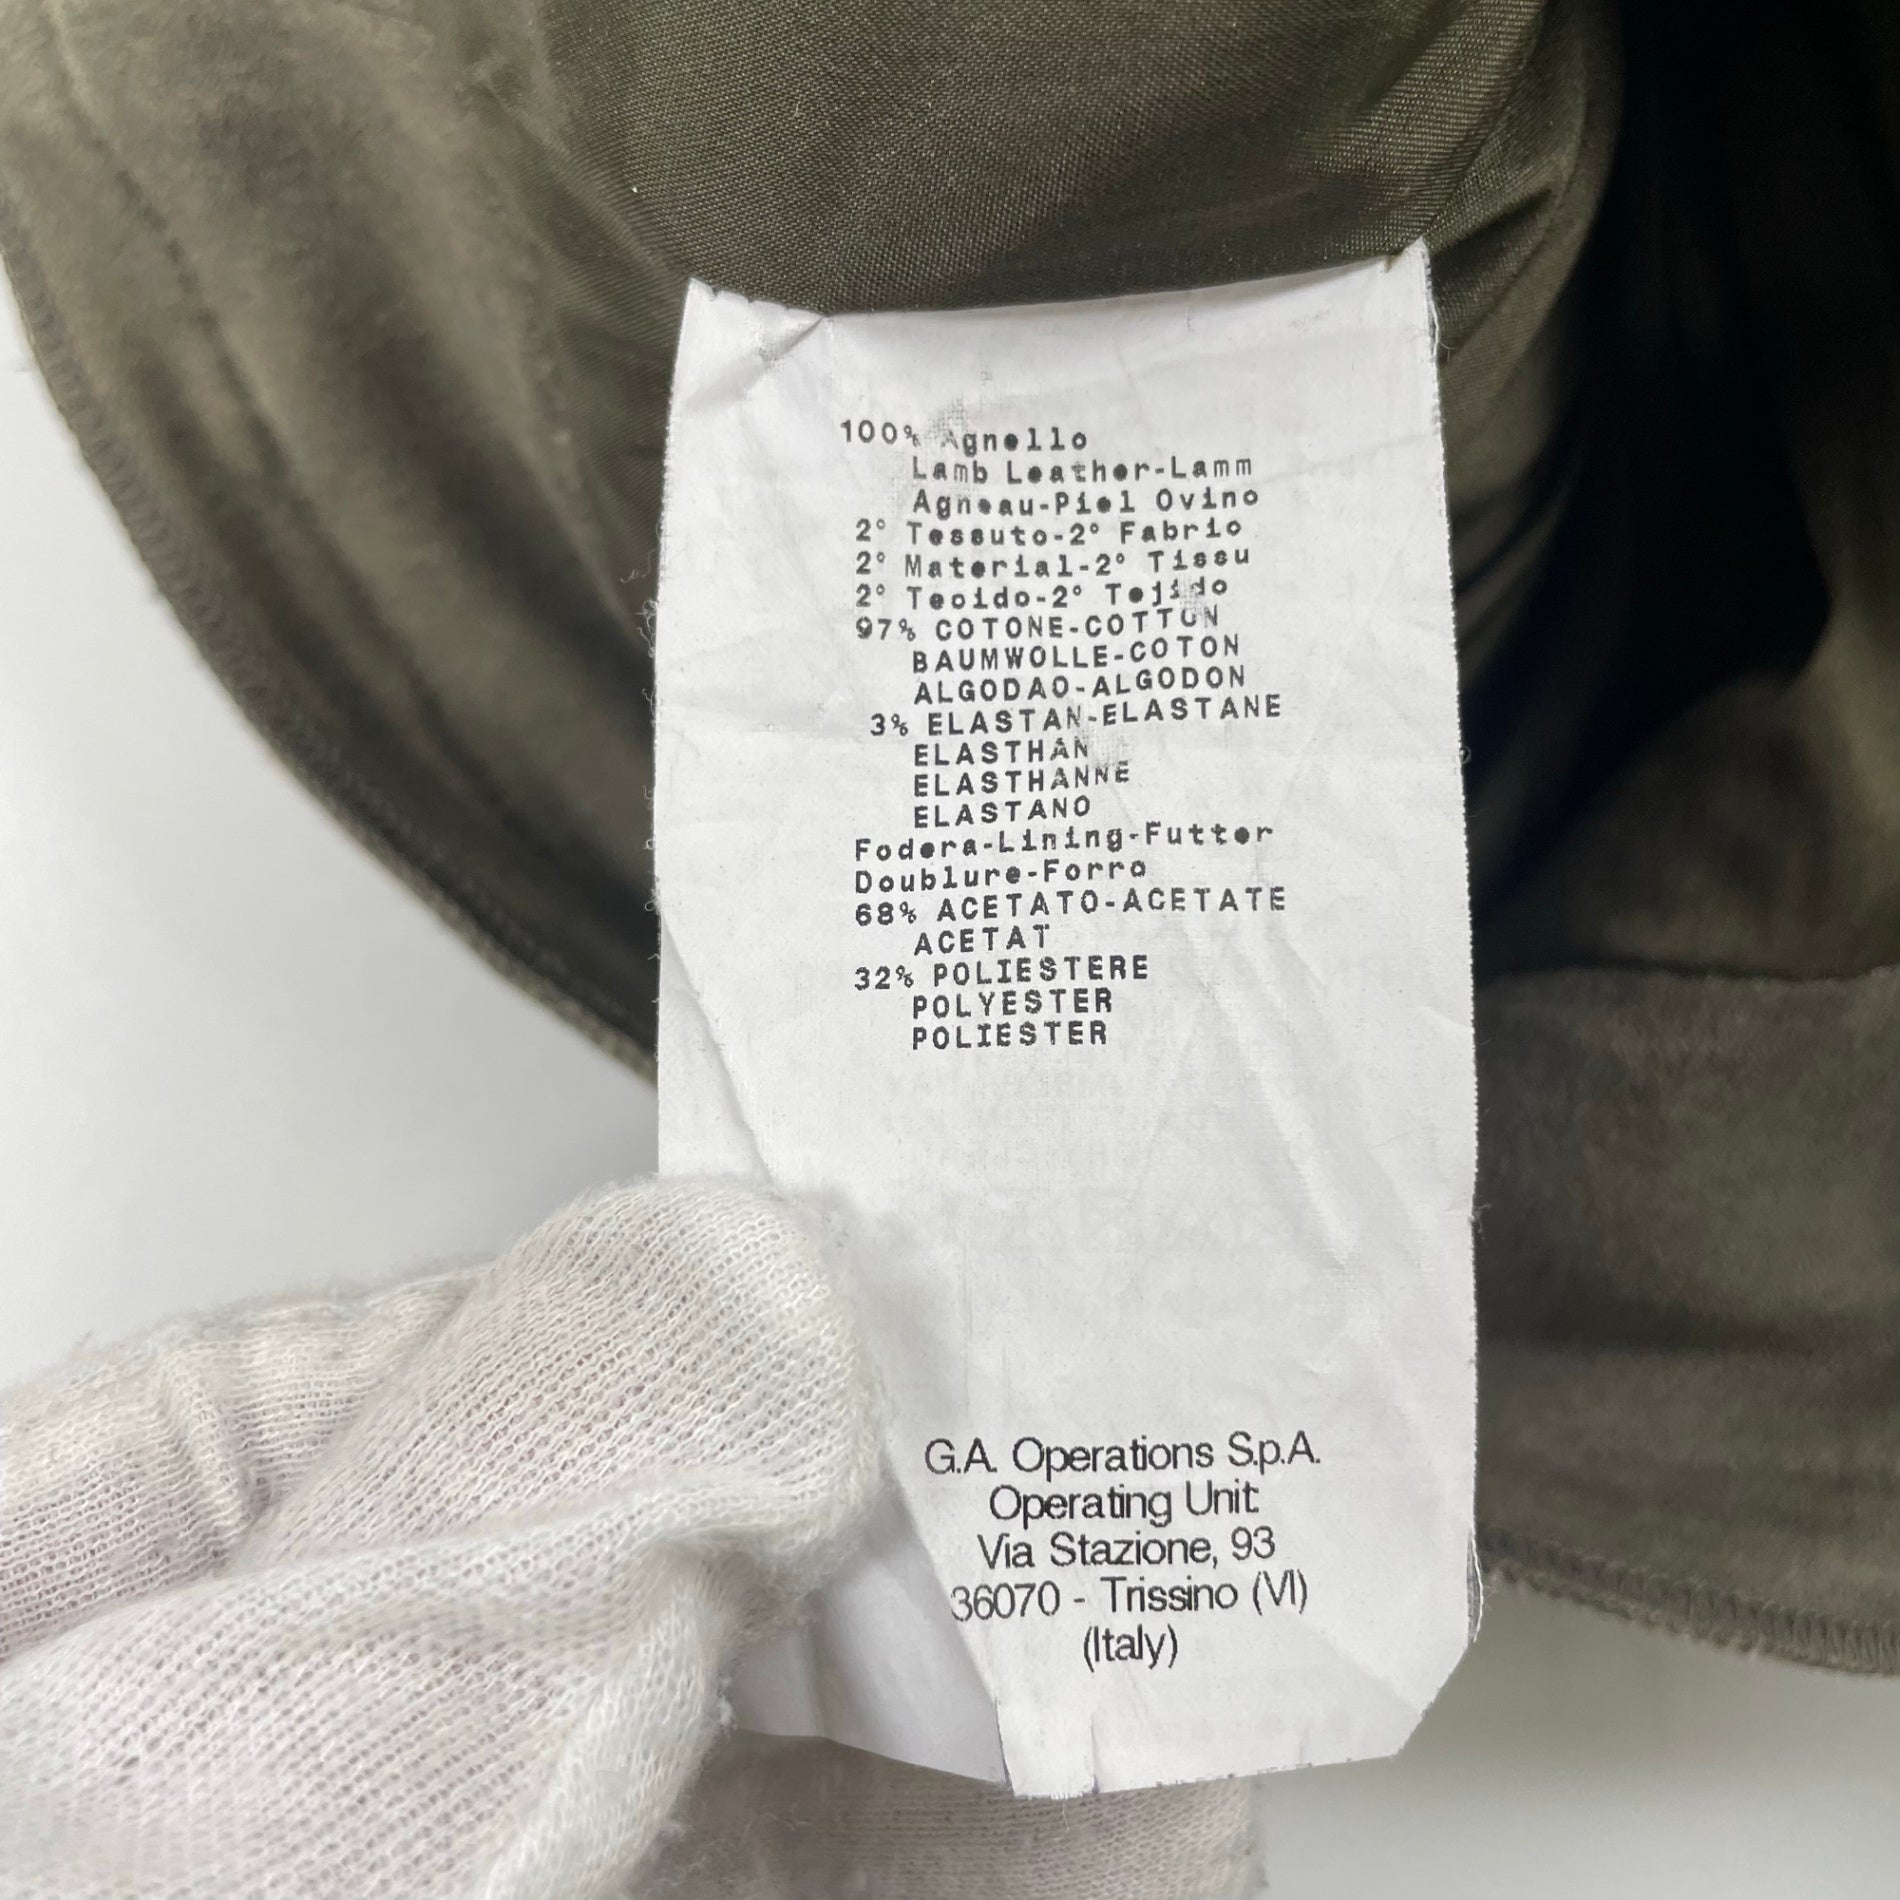 100% Agnello
Lamb Leather-Lamm
Agneau-Piel Ovino
2° Tessuto-2° Fabric
2° Material-2° Tissu
2° Tecido-2° Tejido
97% COTONE-COTTON
BAUMWOLLE-COTON
ALGODAO-ALGODON
3% ELASTAN-ELASTANE
ELASTHAN
ELASTHANNE
ELASTANO
Fodera-Lining-Futter
Doublure-Forro
68% ACETATO-ACETATE
ACETAT
32% POLIESTERE
POLYESTER
POLIESTER
G.A. Operations S.p.A.
Operating Unit:
Via Stazione, 93
36070 - Trissino (VI)
(Italy)